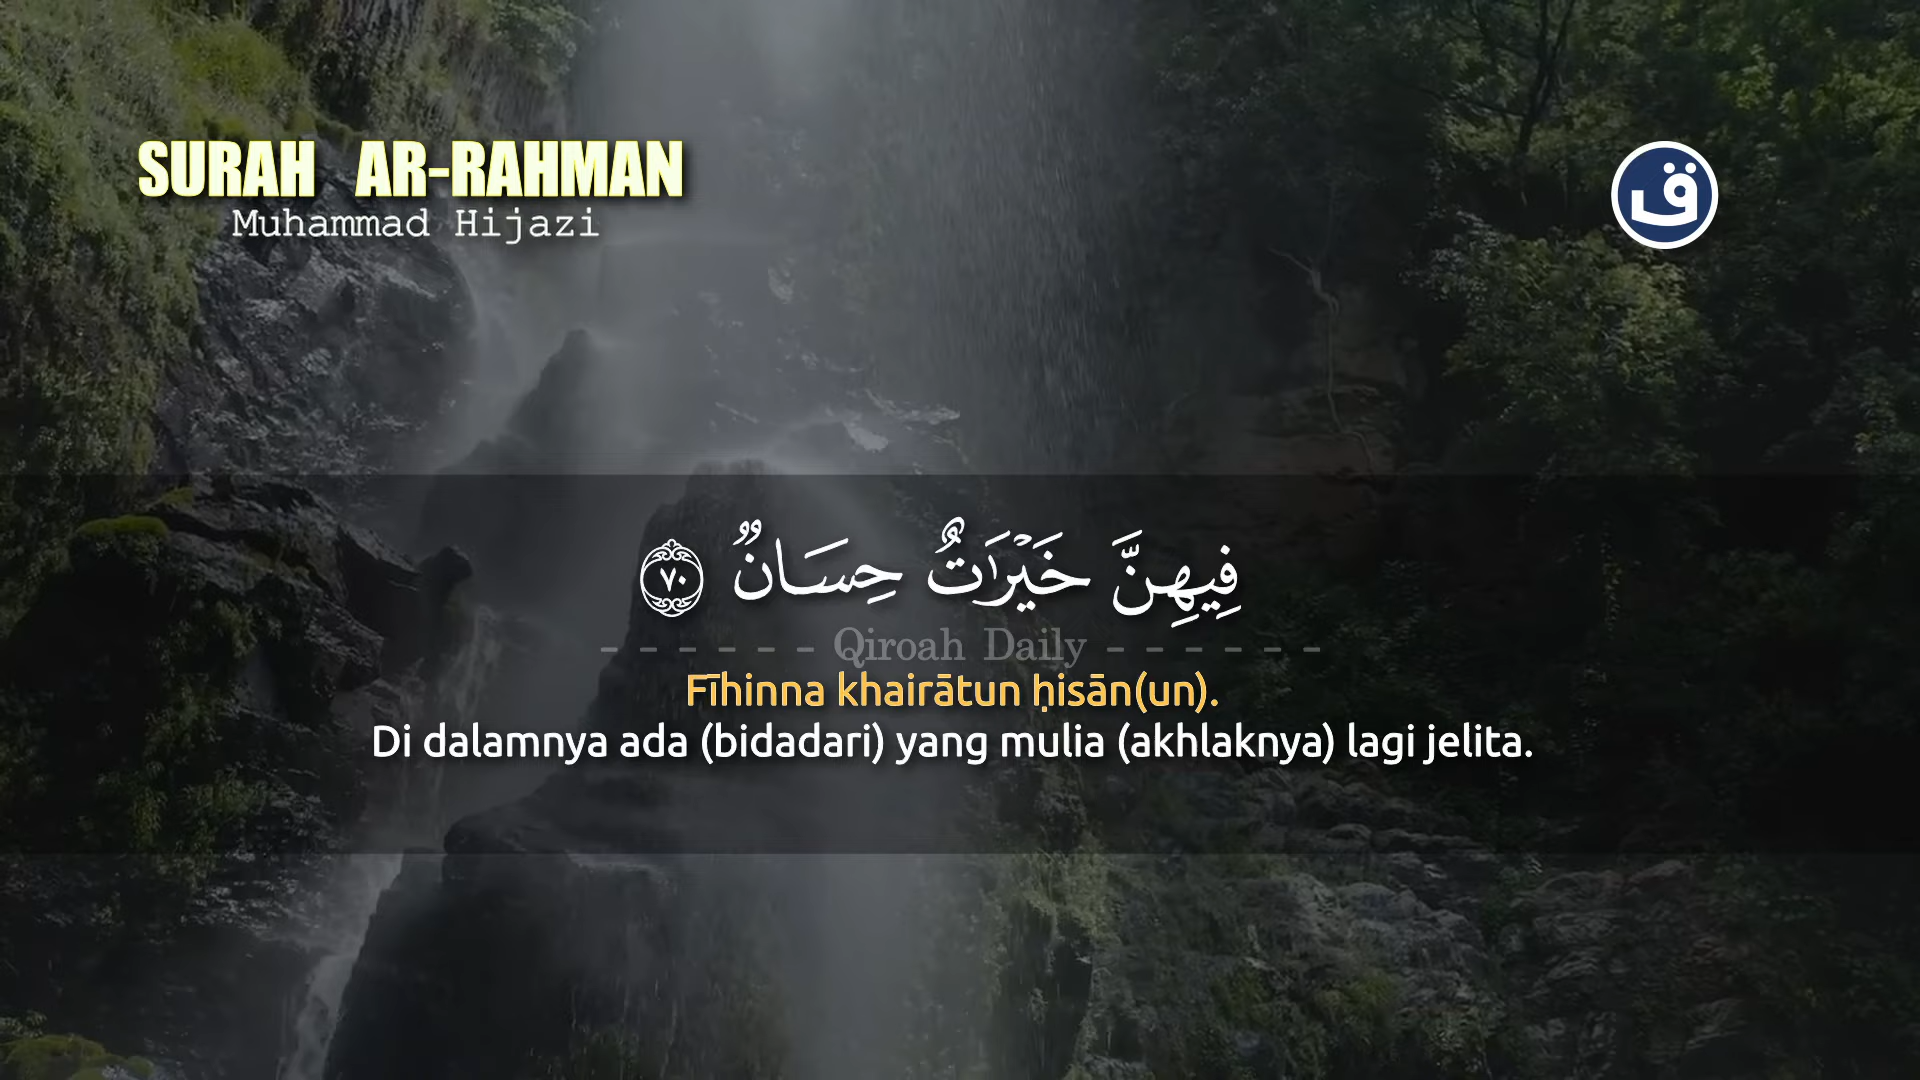 SURAH AR-RAHMAN
Muhammad Hijazi
ق
فِيهِنَّ خَيْرَٰتٌ حِسَانٌ ٧٠
- - - - - - Qiroah Daily - - - - - -
Fīhinna khairātun ḥisān(un).
Di dalamnya ada (bidadari) yang mulia (akhlaknya) lagi jelita.